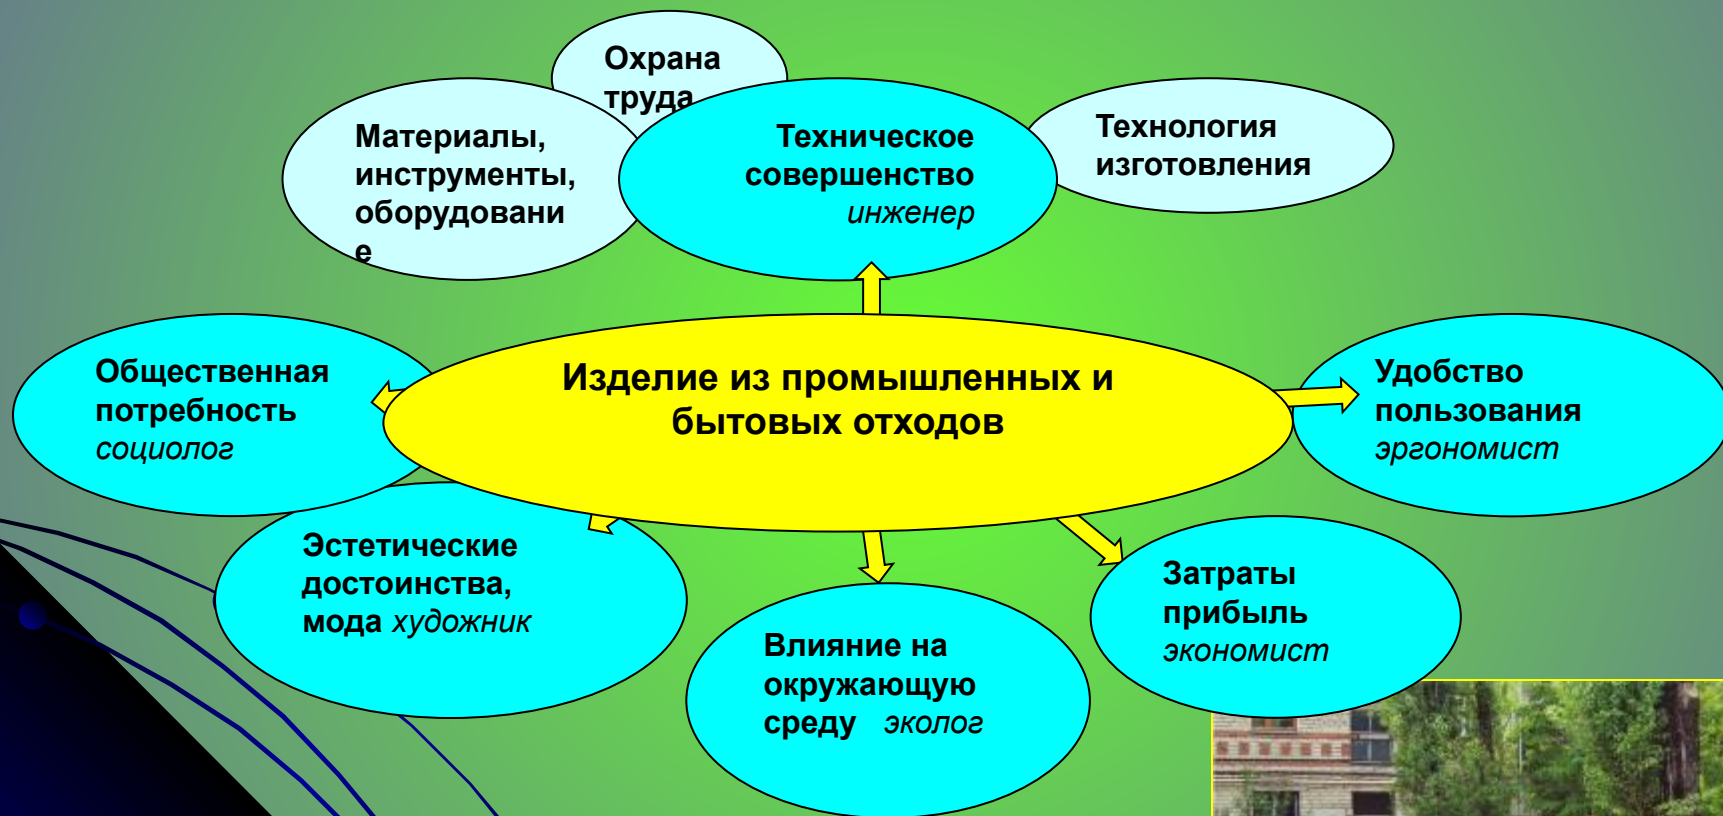 Охрана
труда
Материалы,
инструменты,
оборудовани
е
Техническое
совершенство
инженер
Технология
изготовления
Общественная
потребность
социолог
Изделие из промышленных и
бытовых отходов
Удобство
пользования
эргономист
Эстетические
достоинства,
мода художник
Влияние на
окружающую
среду эколог
Затраты
прибыль
экономист